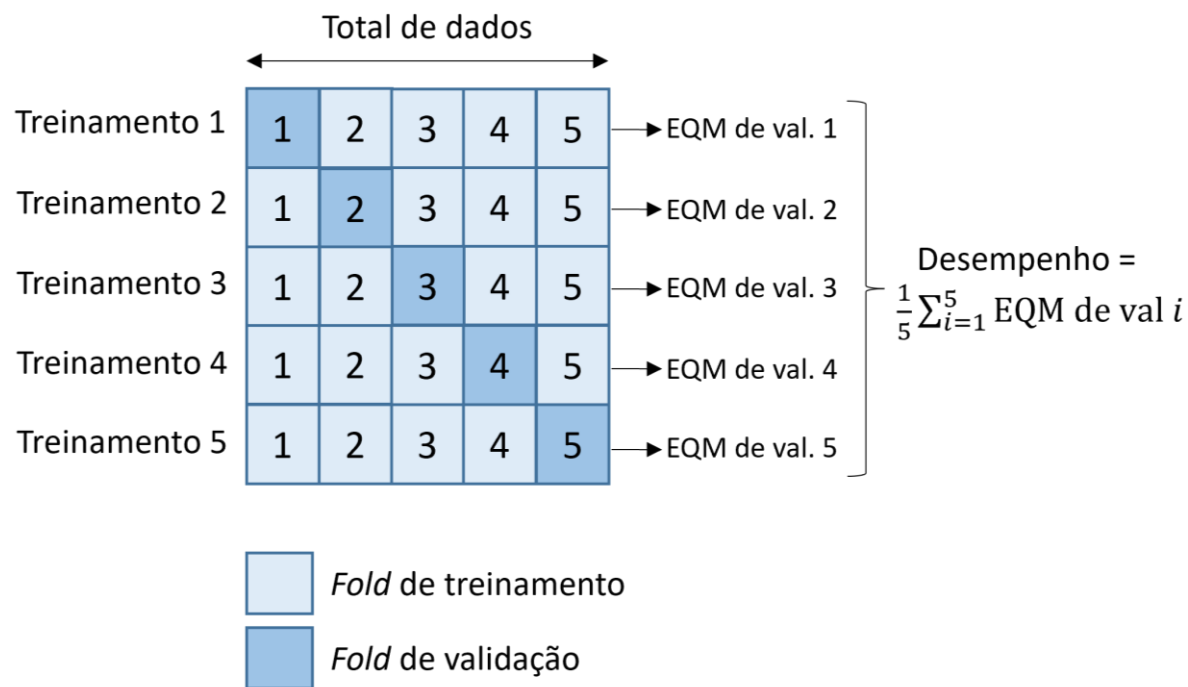 Total de dados
Treinamento 1 1 2 3 4 5 EQM de val. 1
Treinamento 2 1 2 3 4 5 EQM de val. 2
Treinamento 3 1 2 3 4 5 EQM de val. 3
Treinamento 4 1 2 3 4 5 EQM de val. 4
Treinamento 5 1 2 3 4 5 EQM de val. 5
Desempenho =
$\frac{1}{5}\sum_{i=1}^{5}$ EQM de val $i$
Fold de treinamento
Fold de validação